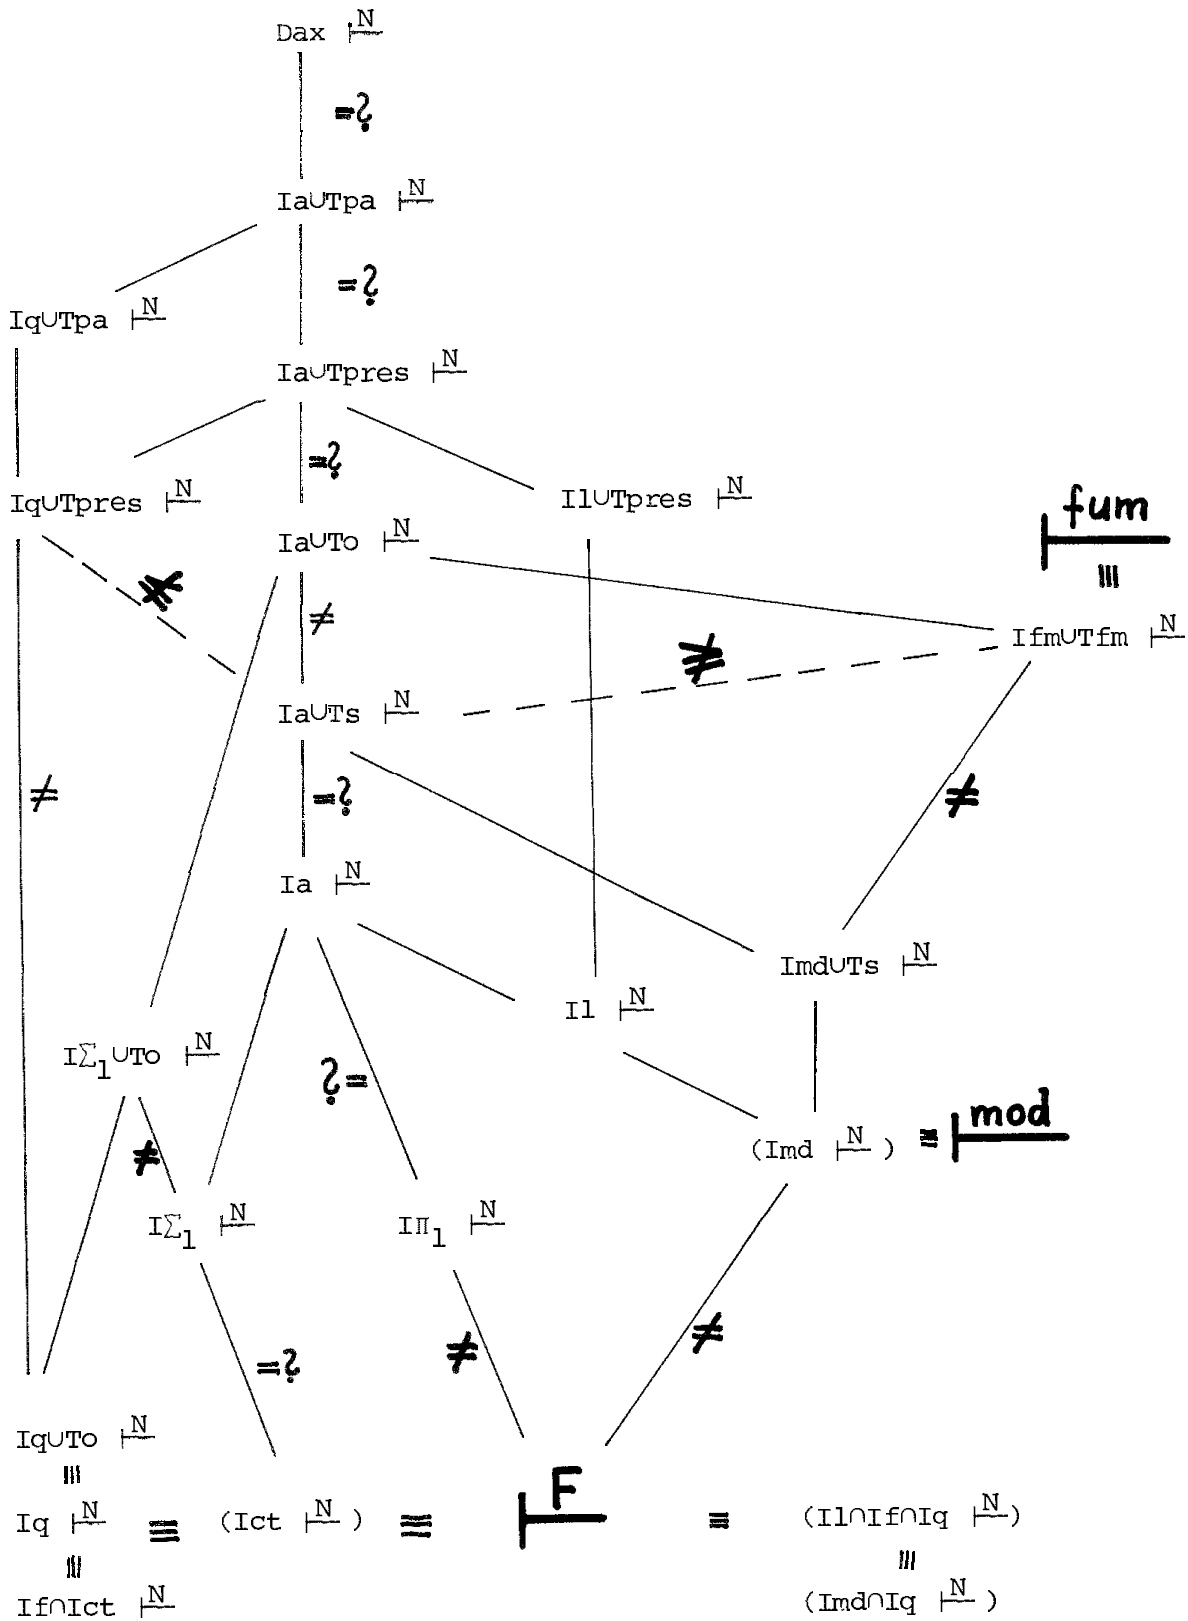 Dax |N
=?
Ia∪Tpa |N
=?
Iq∪Tpa |N
Ia∪Tpres |N
=?
Iq∪Tpres |N
Il∪Tpres |N
Ia∪To |N
|fum
≡
≠
≠
≠
Ifm∪Tfm |N
Ia∪Ts |N
≠
=?
≠
Ia |N
Imd∪Ts |N
Il |N
IΣ₁∪To |N
?=
≠
(Imd |N ) ≡ |mod
IΣ₁ |N
IΠ₁ |N
=?
≠
≠
Iq∪To |N
≡
Iq |N ≡ (Ict |N ) ≡ |F ≡ (Il∩If∩Iq |N)
≡
≡
If∩Ict |N
(Imd∩Iq |N )